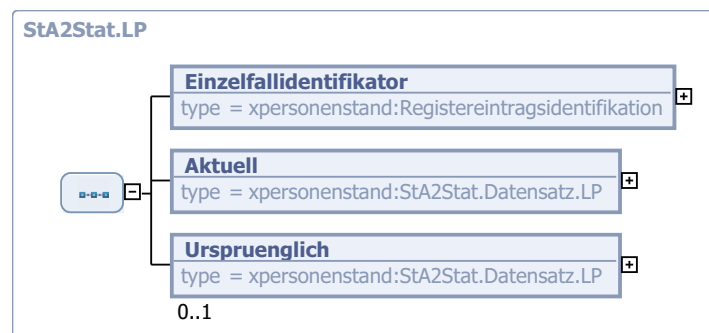 StA2Stat.LP
Einzelfallidentifikator
type = xpersonenstand:Registereintragsidentifikation
Aktuell
type = xpersonenstand:StA2Stat.Datensatz.LP
Urspruenglich
type = xpersonenstand:StA2Stat.Datensatz.LP
0..1